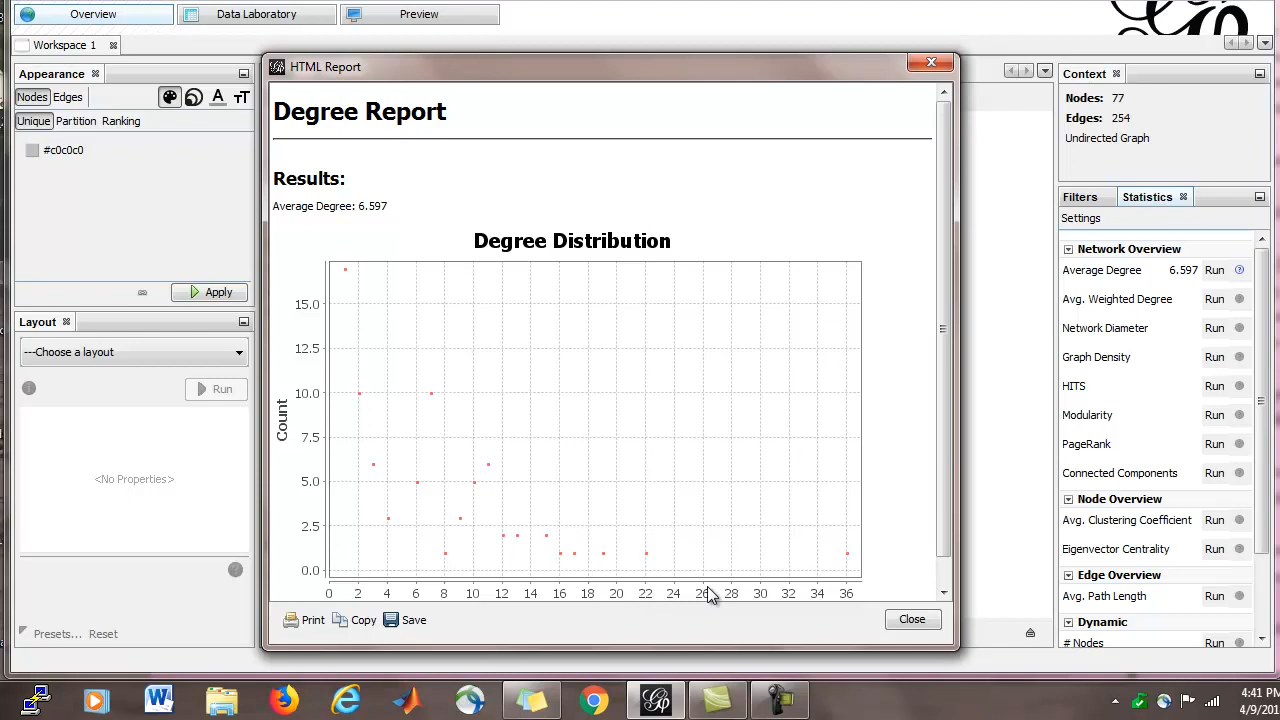 Overview
Data Laboratory
Preview
Workspace 1
Appearance
Nodes Edges
A
Unique Partition Ranking
#c0c0c0
Apply
Layout
---Choose a layout
Run
<No Properties>
Presets... Reset
HTML Report
Degree Report
Results:
Average Degree: 6.597
Degree Distribution
15.0
12.5
10.0
7.5
5.0
2.5
0.0
Count
0 2 4 6 8 10 12 14 16 18 20 22 24 26 28 30 32 34 36
Print Copy Save
Close
Context
Nodes: 77
Edges: 254
Undirected Graph
Filters Statistics
Settings
Network Overview
Average Degree 6.597 Run
Avg. Weighted Degree Run
Network Diameter Run
Graph Density Run
HITS Run
Modularity Run
PageRank Run
Connected Components Run
Node Overview
Avg. Clustering Coefficient Run
Eigenvector Centrality Run
Edge Overview
Avg. Path Length Run
Dynamic
# Nodes Run
4:41 PM
4/9/201